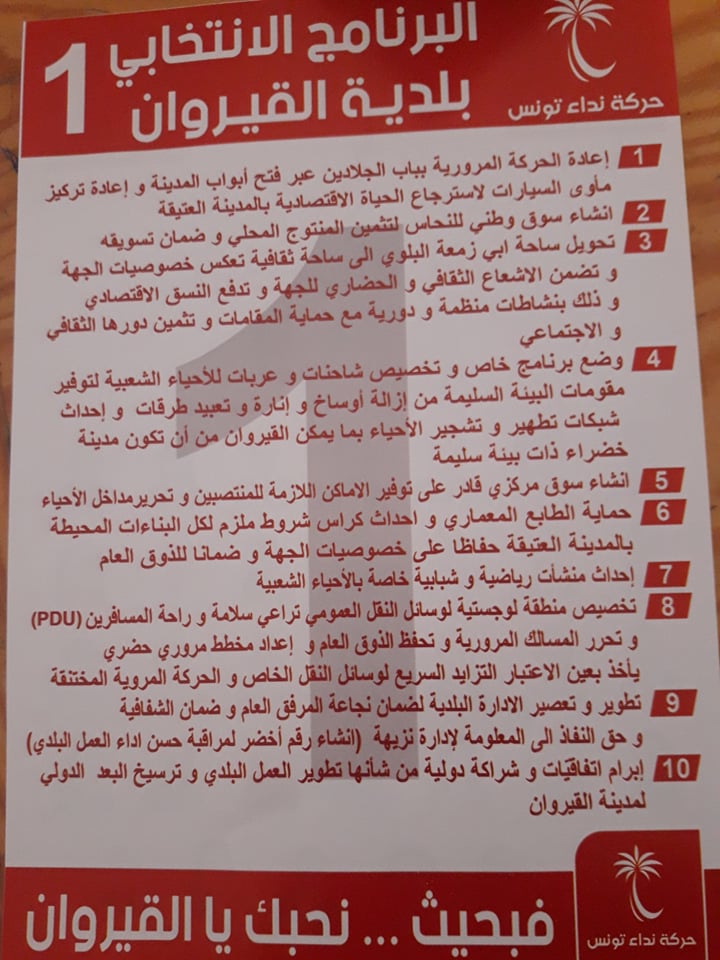 البرنامج الانتخابي
بلدية القيروان
1
حركة نداء تونس
1 إعادة الحركة المرورية بباب الجلادين عبر فتح أبواب المدينة و إعادة تركيز
مأوى السيارات لاسترجاع الحياة الاقتصادية بالمدينة العتيقة
2 انشاء سوق وطني للنحاس لتثمين المنتوج المحلي و ضمان تسويقه
3 تحويل ساحة ابي زمعة البلوي الى ساحة ثقافية تعكس خصوصيات الجهة
و تضمن الاشعاع الثقافي و الحضاري للجهة و تدفع النسق الاقتصادي
و ذلك بنشاطات منظمة و دورية مع حماية المقامات و تثمين دورها الثقافي
و الاجتماعي
4 وضع برنامج خاص و تخصيص شاحنات و عربات للأحياء الشعبية لتوفير
مقومات البيئة السليمة من إزالة أوساخ و إنارة و تعبيد طرقات و إحداث
شبكات تطهير و تشجير الأحياء بما يمكن القيروان من أن تكون مدينة
خضراء ذات بيئة سليمة
5 انشاء سوق مركزي قادر على توفير الاماكن اللازمة للمنتصبين و تحريرمداخل الأحياء
6 حماية الطابع المعماري و احداث كراس شروط ملزم لكل البناءات المحيطة
بالمدينة العتيقة حفاظا على خصوصيات الجهة و ضمانا للذوق العام
7 إحداث منشأت رياضية و شبابية خاصة بالأحياء الشعبية
8 تخصيص منطقة لوجستية لوسائل النقل العمومي تراعي سلامة و راحة المسافرين (PDU)
و تحرر المسالك المرورية و تحفظ الذوق العام و إعداد مخطط مروري حضري
يأخذ بعين الاعتبار التزايد السريع لوسائل النقل الخاص و الحركة المروية المختنقة
9 تطوير و تعصير الادارة البلدية لضمان نجاعة المرفق العام و ضمان الشفافية
و حق النفاذ الى المعلومة لإدارة نزيهة (انشاء رقم أخضر لمراقبة حسن اداء العمل البلدي)
10 إبرام اتفاقيّات و شراكة دولية من شأنها تطوير العمل البلدي و ترسيخ البعد الدولي
لمدينة القيروان
فبحيث ... نحبك يا القيروان
حركة نداء تونس